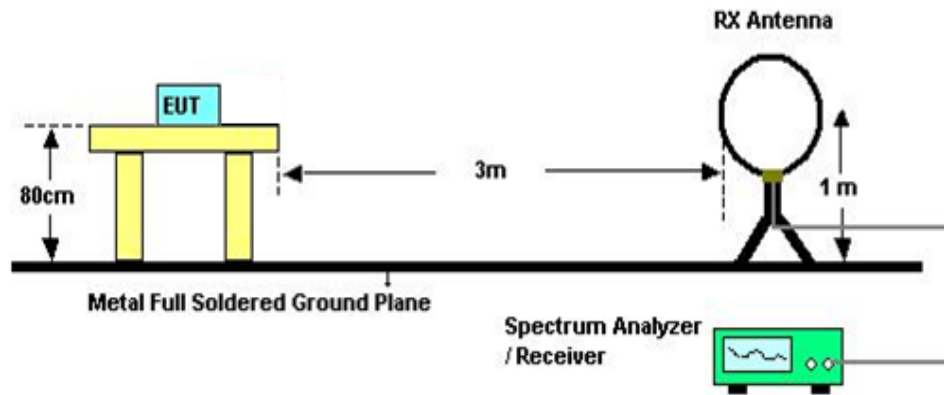 RX Antenna
EUT
80cm
3m
1 m
Metal Full Soldered Ground Plane
Spectrum Analyzer
/ Receiver